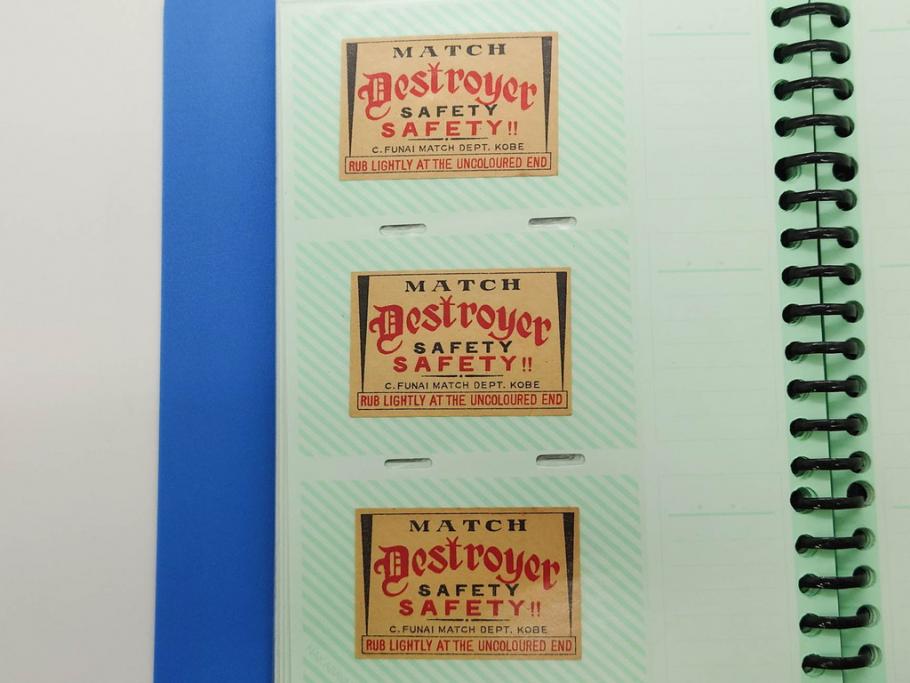 MATCH
Destroyer
SAFETY
SAFETY!!
C. FUNAI MATCH DEPT. KOBE
RUB LIGHTLY AT THE UNCOLOURED END
MATCH
Destroyer
SAFETY
SAFETY!!
C. FUNAI MATCH DEPT. KOBE
RUB LIGHTLY AT THE UNCOLOURED END
MATCH
Destroyer
SAFETY
SAFETY!!
C. FUNAI MATCH DEPT. KOBE
RUB LIGHTLY AT THE UNCOLOURED END